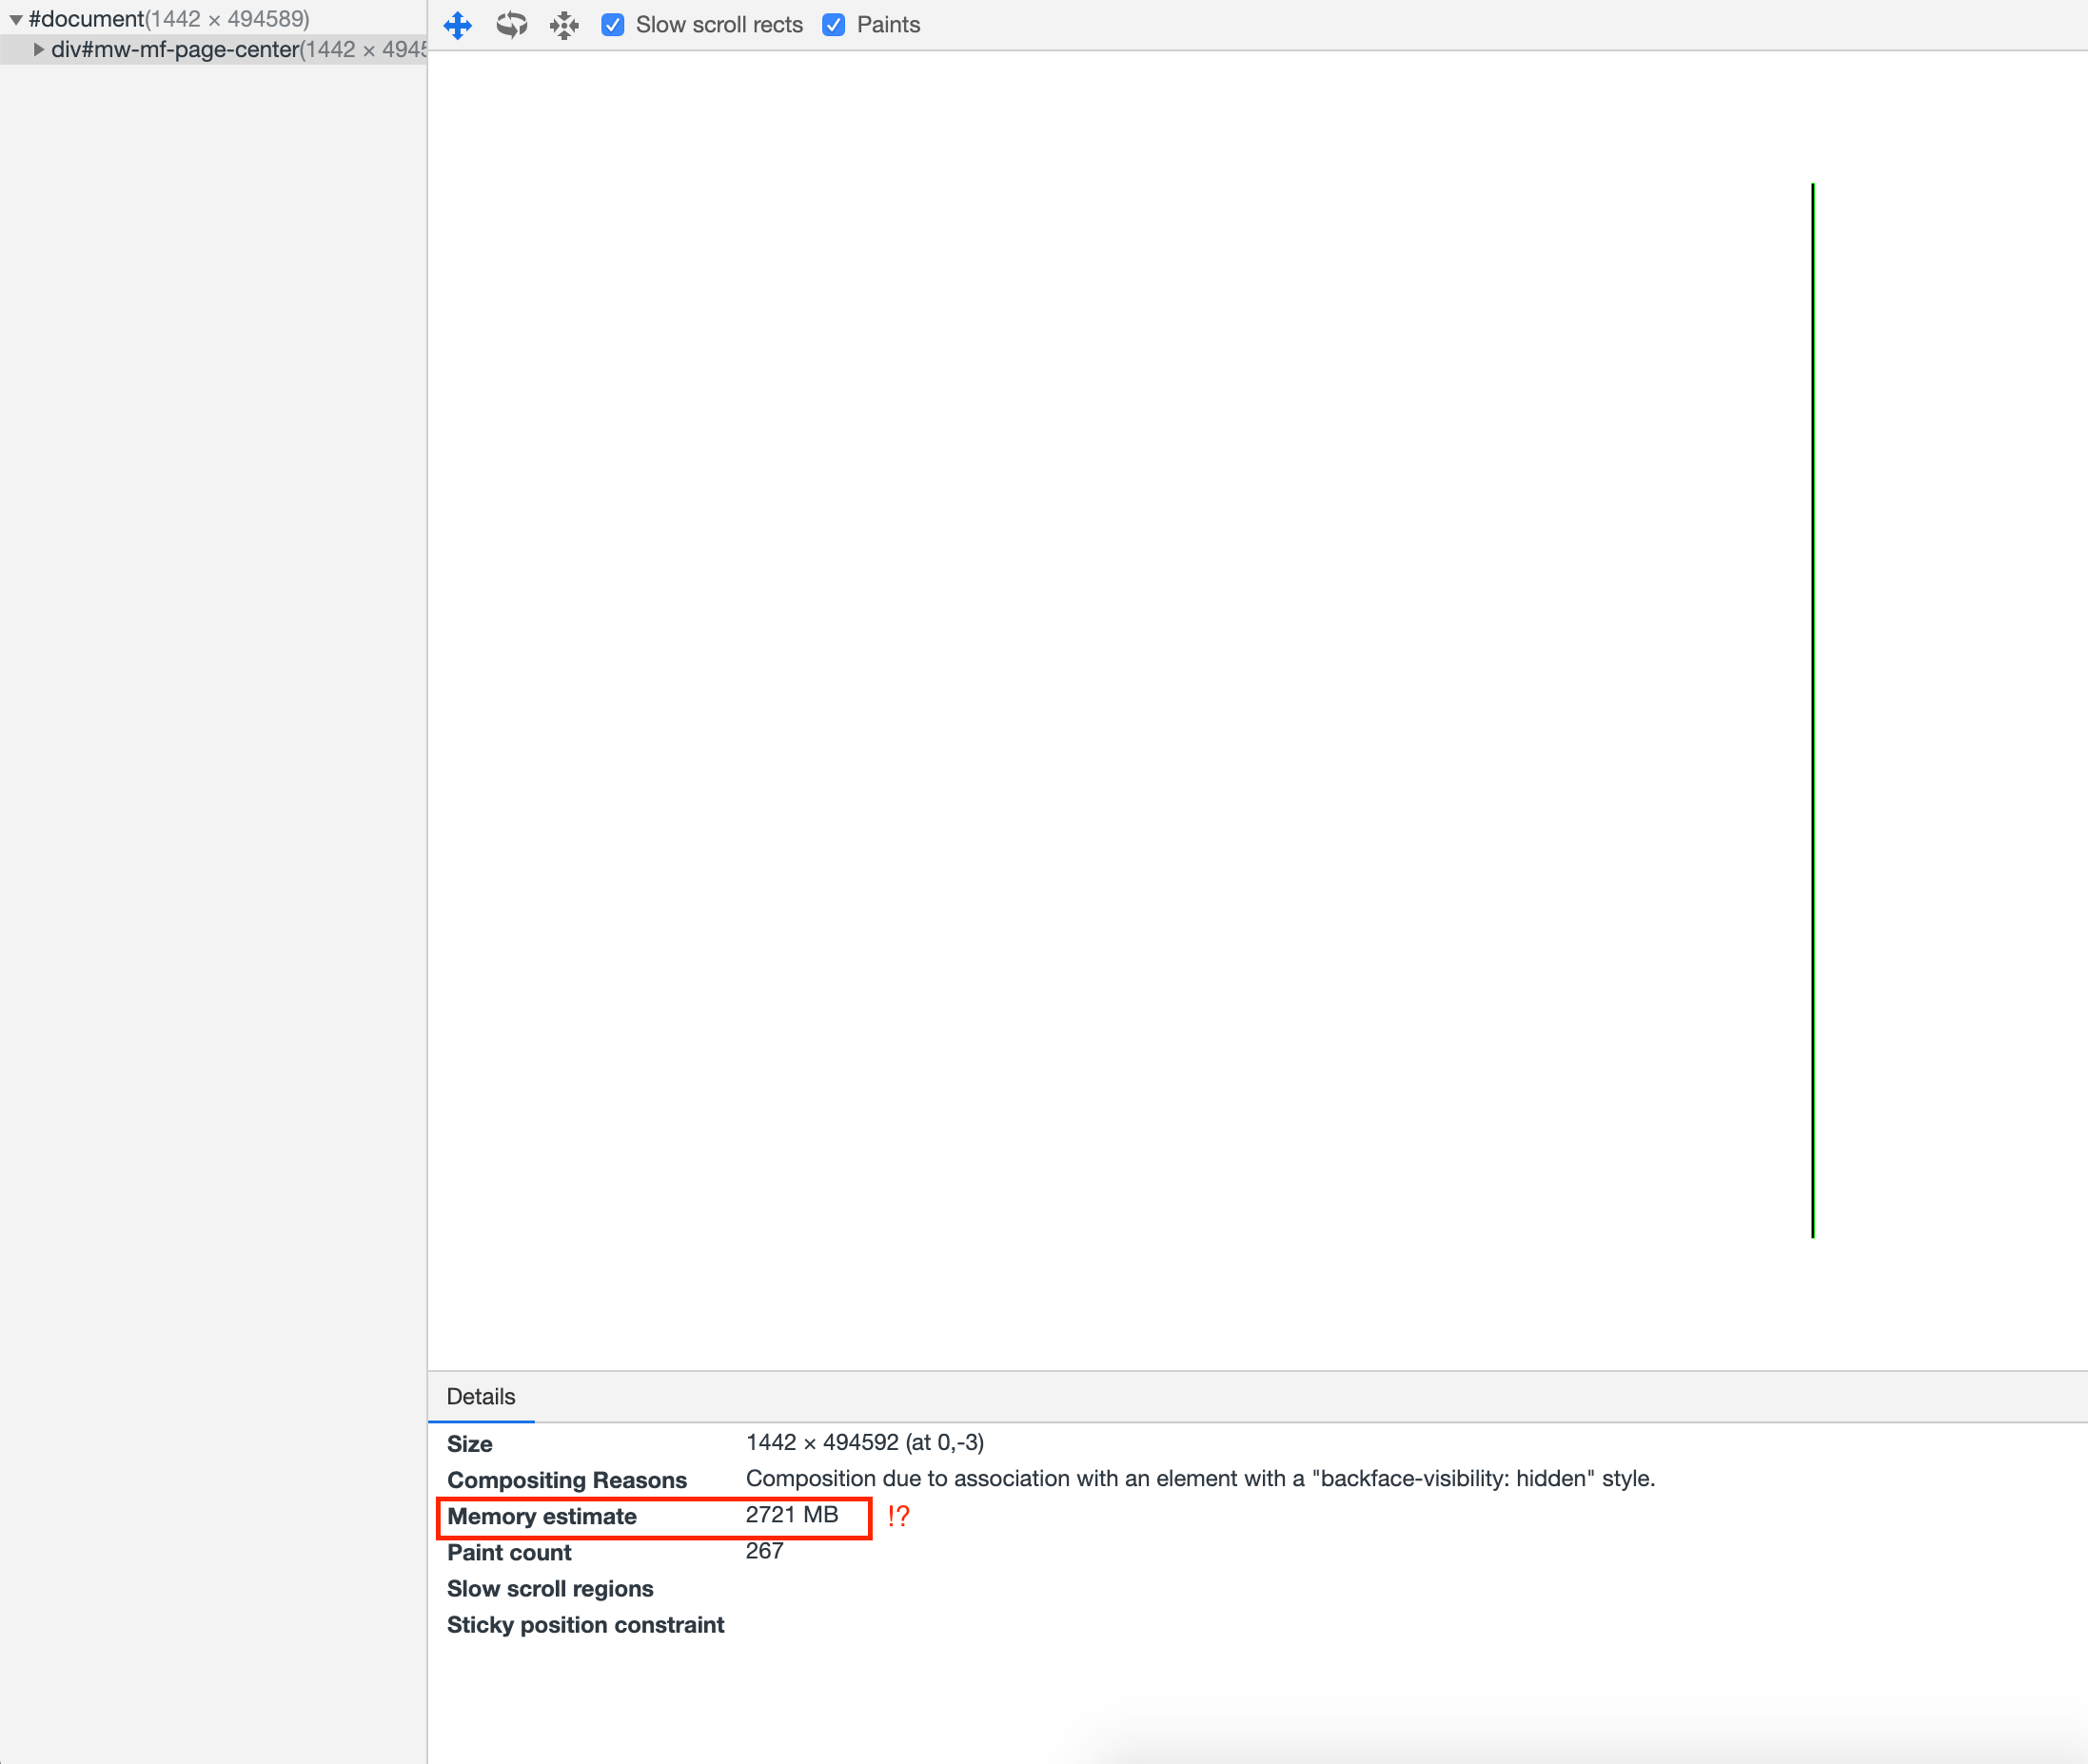 #document(1442 × 494589)
div#mw-mf-page-center(1442 × 4945
Slow scroll rects Paints
Details
Size 1442 × 494592 (at 0,-3)
Compositing Reasons Composition due to association with an element with a "backface-visibility: hidden" style.
Memory estimate 2721 MB !?
Paint count 267
Slow scroll regions
Sticky position constraint